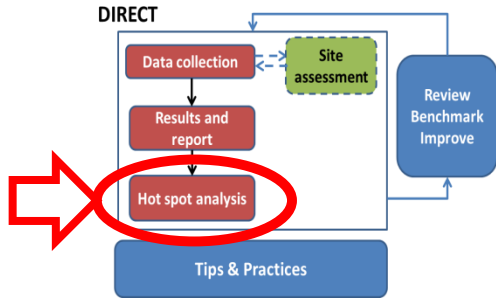 DIRECT
Data collection
Site
assessment
Results and
report
Hot spot analysis
Review
Benchmark
Improve
Tips & Practices